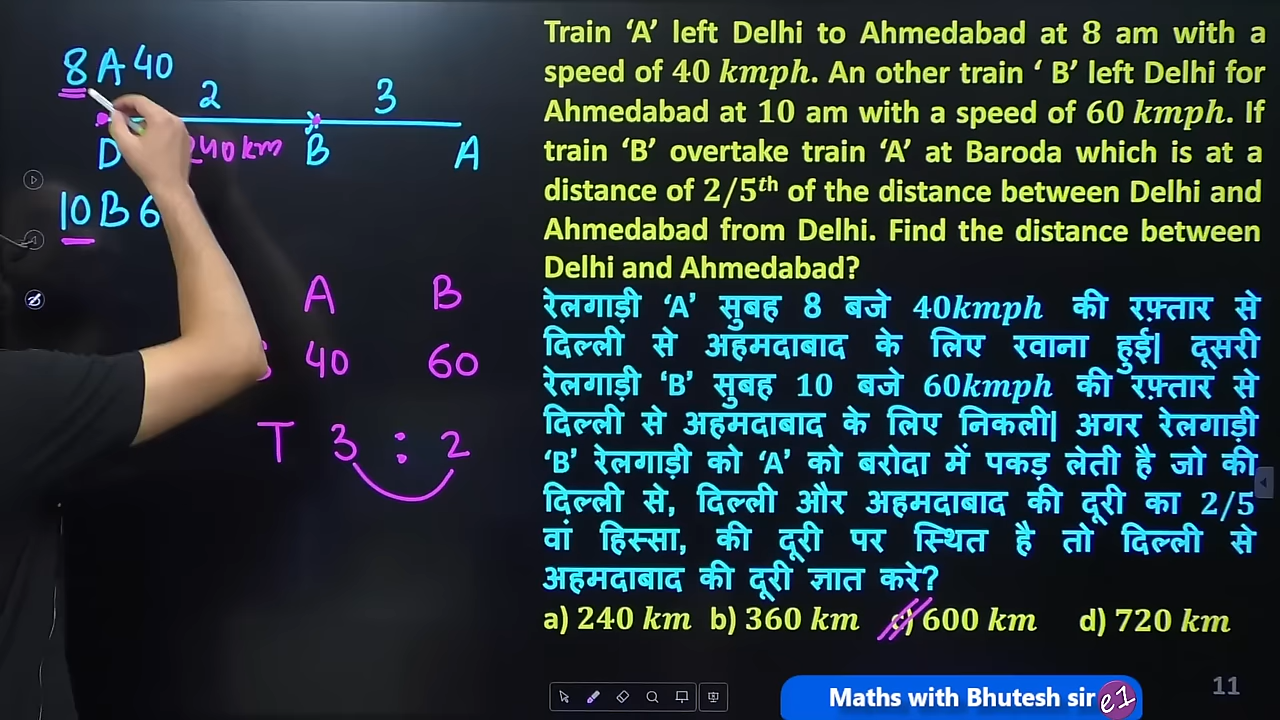 8 A 40
2 3
D 240 km B A
10 B 6
A B
40 60
T 3 : 2
Train ‘A’ left Delhi to Ahmedabad at 8 am with a
speed of 40 kmph. An other train ‘ B’ left Delhi for
Ahmedabad at 10 am with a speed of 60 kmph. If
train ‘B’ overtake train ‘A’ at Baroda which is at a
distance of 2/5th of the distance between Delhi and
Ahmedabad from Delhi. Find the distance between
Delhi and Ahmedabad?
रेलगाड़ी ‘A’ सुबह 8 बजे 40kmph की रफ़्तार से
दिल्ली से अहमदाबाद के लिए रवाना हुई| दूसरी
रेलगाड़ी ‘B’ सुबह 10 बजे 60kmph की रफ़्तार से
दिल्ली से अहमदाबाद के लिए निकली| अगर रेलगाड़ी
‘B’ रेलगाड़ी को ‘A’ को बरोदा में पकड़ लेती है जो की
दिल्ली से, दिल्ली और अहमदाबाद की दूरी का 2/5
वां हिस्सा, की दूरी पर स्थित है तो दिल्ली से
अहमदाबाद की दूरी ज्ञात करे?
a) 240 km b) 360 km c) 600 km d) 720 km
Maths with Bhutesh sir e1
11